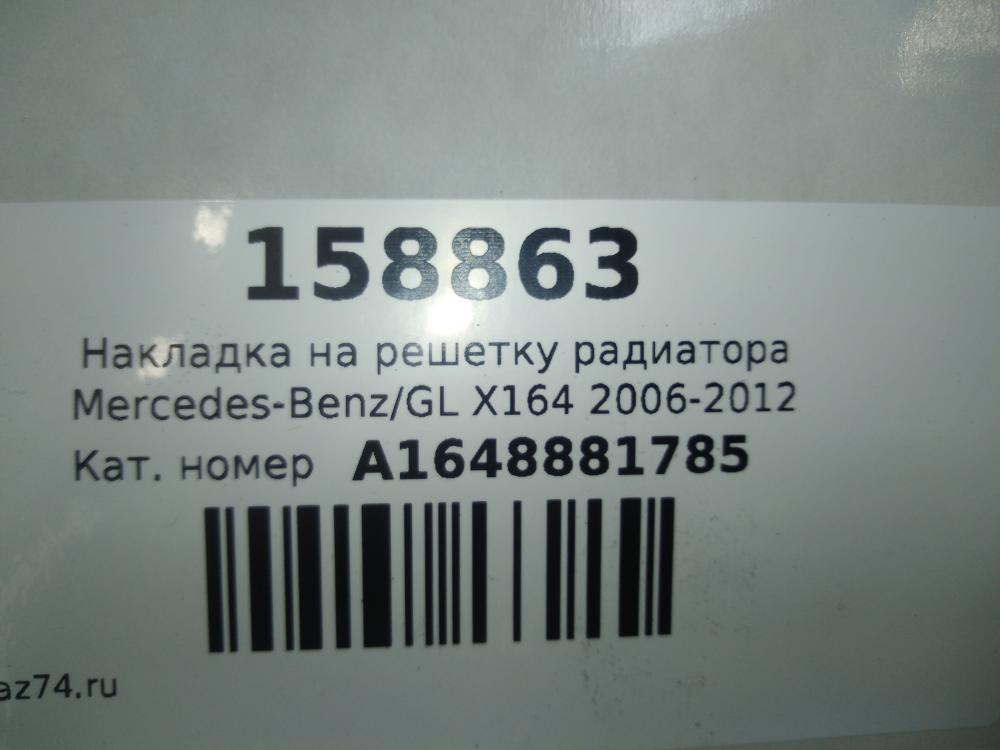 158863
Накладка на решетку радиатора
Mercedes-Benz/GL X164 2006-2012
Кат. номер A1648881785
az74.ru